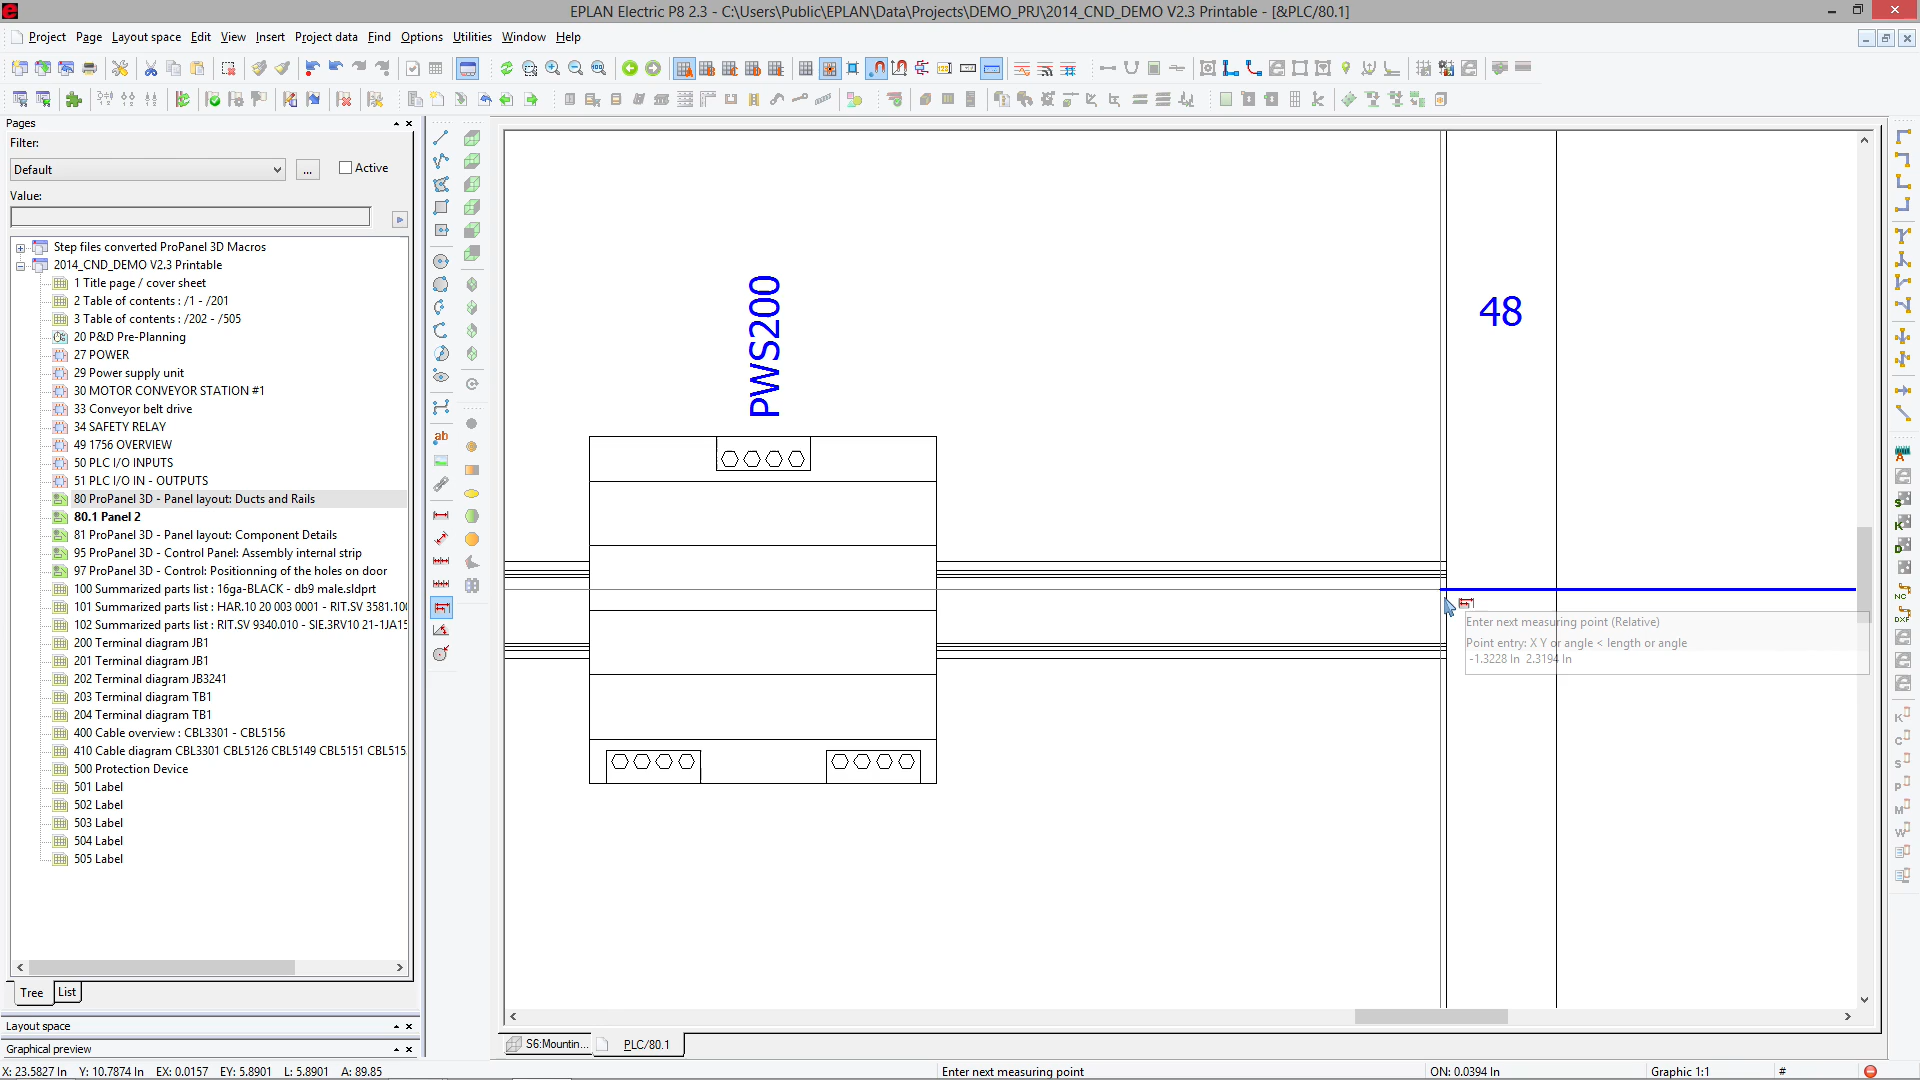 EPLAN Electric P8 2.3 - C:\Users\Public\EPLAN\Data\Projects\DEMO_PRJ\2014_CND_DEMO V2.3 Printable - [&PLC/80.1]
Project Page Layout space Edit View Insert Project data Find Options Utilities Window Help
Pages
Filter:
Default
...
Active
Value:
Step files converted ProPanel 3D Macros
2014_CND_DEMO V2.3 Printable
1 Title page / cover sheet
2 Table of contents : /1 - /201
3 Table of contents : /202 - /505
20 P&D Pre-Planning
27 POWER
29 Power supply unit
30 MOTOR CONVEYOR STATION #1
33 Conveyor belt drive
34 SAFETY RELAY
49 1756 OVERVIEW
50 PLC I/O INPUTS
51 PLC I/O IN - OUTPUTS
80 ProPanel 3D - Panel layout: Ducts and Rails
80.1 Panel 2
81 ProPanel 3D - Panel layout: Component Details
95 ProPanel 3D - Control Panel: Assembly internal strip
97 ProPanel 3D - Control: Positionning of the holes on door
100 Summarized parts list : 16ga-BLACK - db9 male.sldprt
101 Summarized parts list : HAR.10 20 003 0001 - RIT.SV 3581.100
102 Summarized parts list : RIT.SV 9340.010 - SIE.3RV10 21-1JA15
200 Terminal diagram JB1
201 Terminal diagram JB1
202 Terminal diagram JB3241
203 Terminal diagram TB1
204 Terminal diagram TB1
400 Cable overview : CBL3301 - CBL5156
410 Cable diagram CBL3301 CBL5126 CBL5149 CBL5151 CBL515
500 Protection Device
501 Label
502 Label
503 Label
504 Label
505 Label
Tree
List
Layout space
Graphical preview
ab
PWS200
48
Enter next measuring point (Relative)
Point entry: X Y or angle < length or angle
-1.3228 In 2.3194 In
S6:Mountin...
PLC/80.1
A
S
K
D
NC
DXF
K
C
S
P
M
W
X: 23.5827 In Y: 10.7874 In EX: 0.0157 EY: 5.8901 L: 5.8901 A: 89.85
Enter next measuring point
ON: 0.0394 In
Graphic 1:1
#